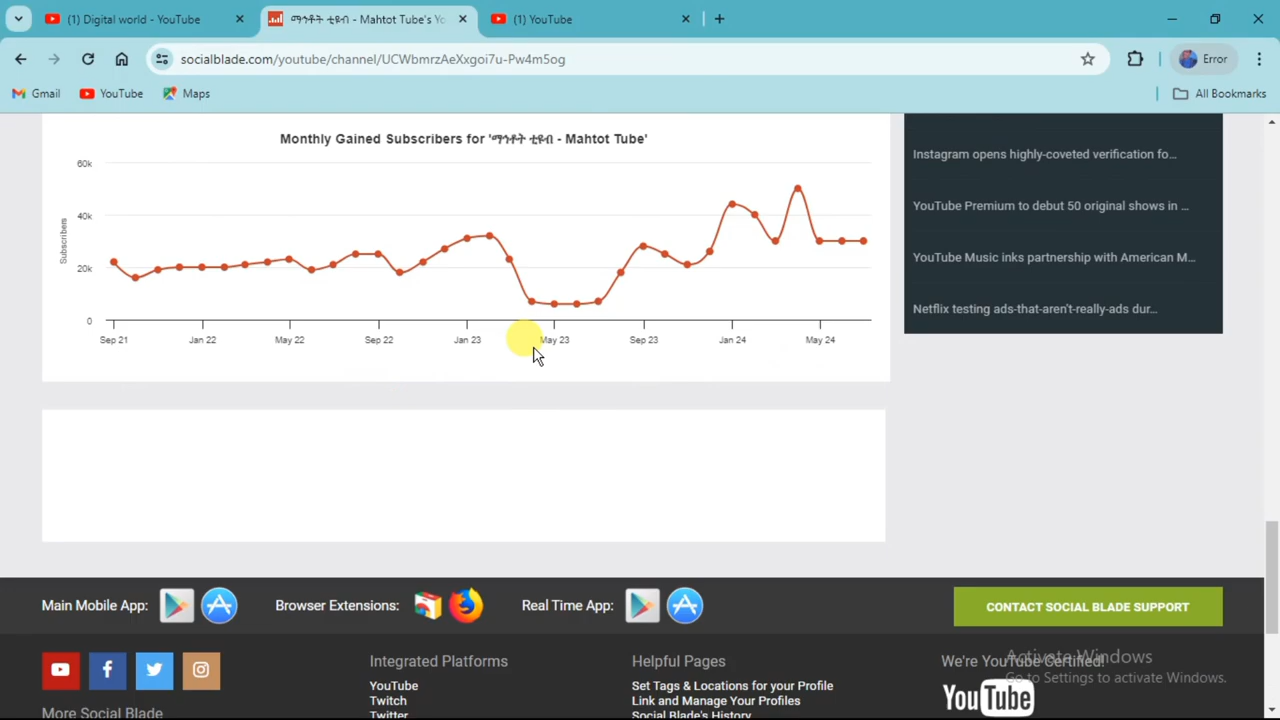 (1) Digital world - YouTube
ማኅቶት ቲዩብ - Mahtot Tube's Yo
(1) YouTube
socialblade.com/youtube/channel/UCWbmrzAeXxgoi7u-Pw4m5og
Error
Gmail
YouTube
Maps
All Bookmarks
Monthly Gained Subscribers for 'ማኅቶት ቲዩብ - Mahtot Tube'
60k
40k
20k
0
Subscribers
Sep 21
Jan 22
May 22
Sep 22
Jan 23
May 23
Sep 23
Jan 24
May 24
Instagram opens highly-coveted verification fo...
YouTube Premium to debut 50 original shows in ...
YouTube Music inks partnership with American M...
Netflix testing ads-that-aren't-really-ads dur...
Main Mobile App:
Browser Extensions:
Real Time App:
CONTACT SOCIAL BLADE SUPPORT
More Social Blade
Integrated Platforms
YouTube
Twitch
Twitter
Helpful Pages
Set Tags & Locations for your Profile
Link and Manage Your Profiles
Social Blade's History
We're YouTube Certified!
YouTube
Activate Windows
Go to Settings to activate Windows.